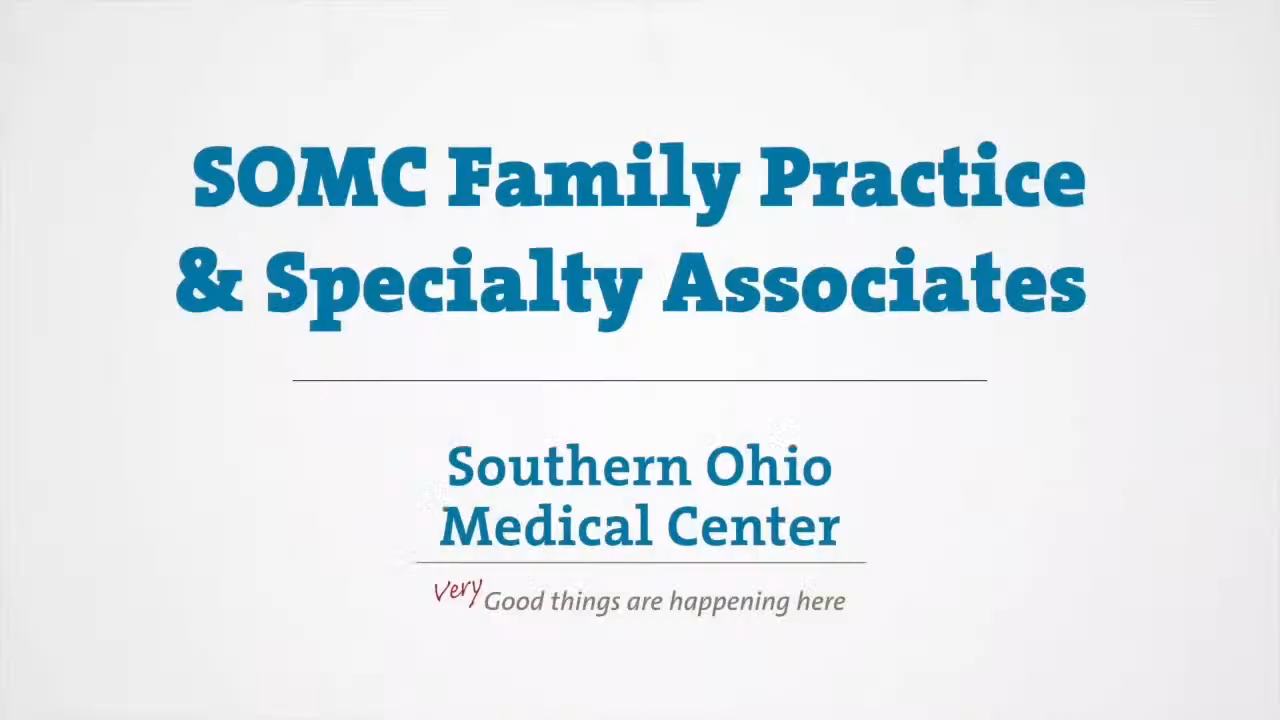 SOMC Family Practice
& Specialty Associates
Southern Ohio
Medical Center
Very Good things are happening here